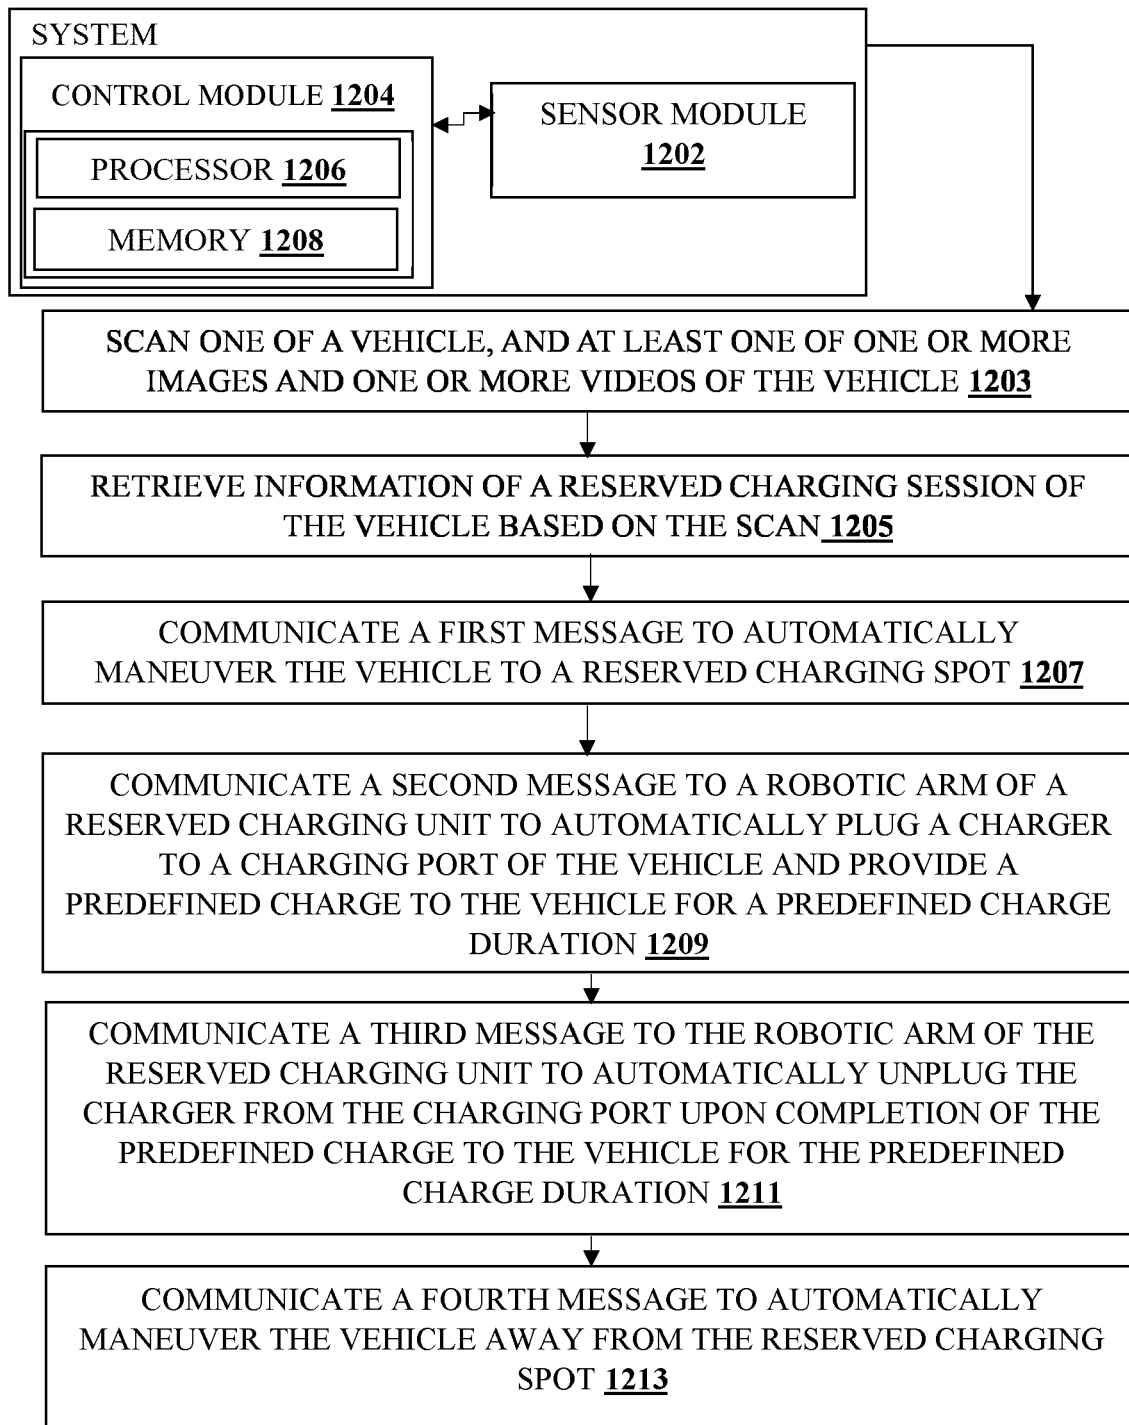 SYSTEM
CONTROL MODULE 1204
PROCESSOR 1206
MEMORY 1208
SENSOR MODULE
1202
SCAN ONE OF A VEHICLE, AND AT LEAST ONE OF ONE OR MORE
IMAGES AND ONE OR MORE VIDEOS OF THE VEHICLE 1203
RETRIEVE INFORMATION OF A RESERVED CHARGING SESSION OF
THE VEHICLE BASED ON THE SCAN 1205
COMMUNICATE A FIRST MESSAGE TO AUTOMATICALLY
MANEUVER THE VEHICLE TO A RESERVED CHARGING SPOT 1207
COMMUNICATE A SECOND MESSAGE TO A ROBOTIC ARM OF A
RESERVED CHARGING UNIT TO AUTOMATICALLY PLUG A CHARGER
TO A CHARGING PORT OF THE VEHICLE AND PROVIDE A
PREDEFINED CHARGE TO THE VEHICLE FOR A PREDEFINED CHARGE
DURATION 1209
COMMUNICATE A THIRD MESSAGE TO THE ROBOTIC ARM OF THE
RESERVED CHARGING UNIT TO AUTOMATICALLY UNPLUG THE
CHARGER FROM THE CHARGING PORT UPON COMPLETION OF THE
PREDEFINED CHARGE TO THE VEHICLE FOR THE PREDEFINED
CHARGE DURATION 1211
COMMUNICATE A FOURTH MESSAGE TO AUTOMATICALLY
MANEUVER THE VEHICLE AWAY FROM THE RESERVED CHARGING
SPOT 1213